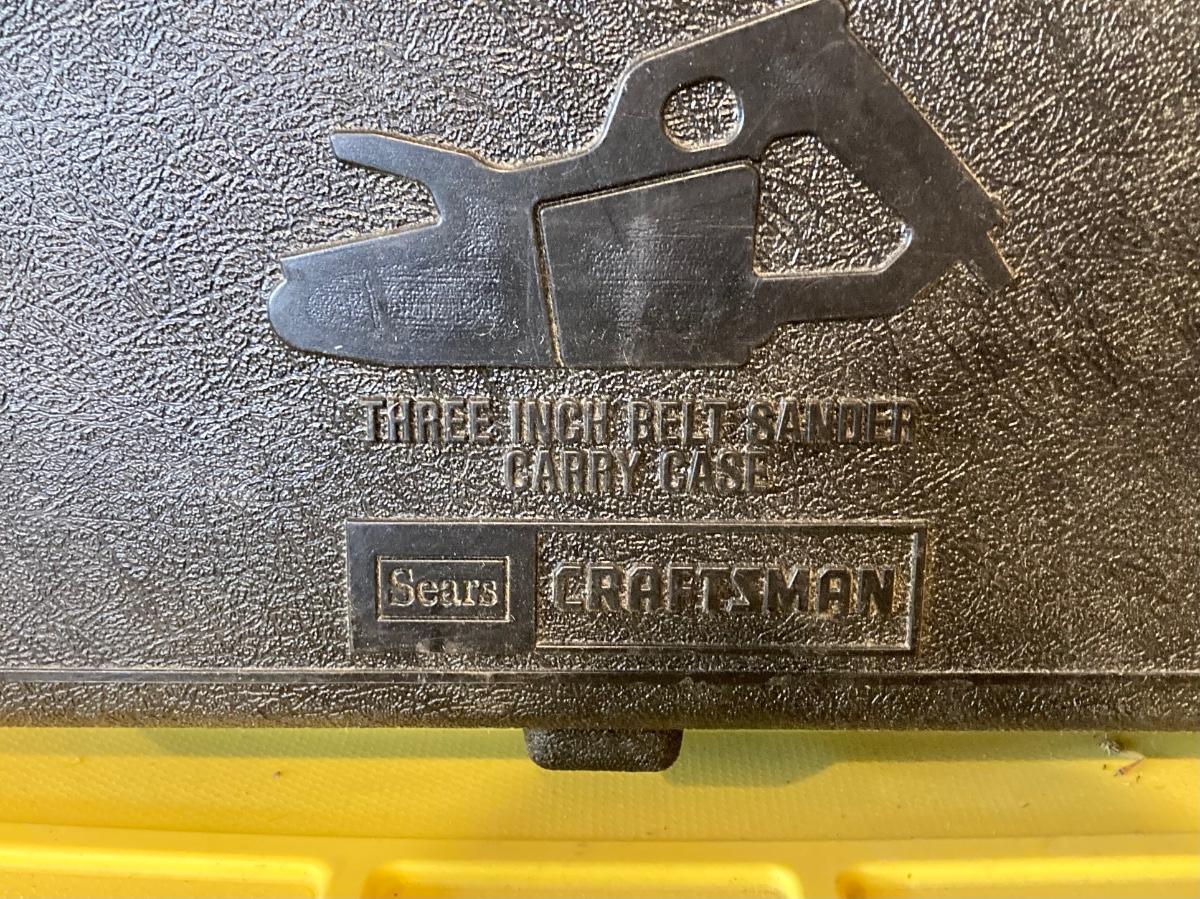 THREE INCH BELT SANDER
CARRY CASE
Sears CRAFTSMAN